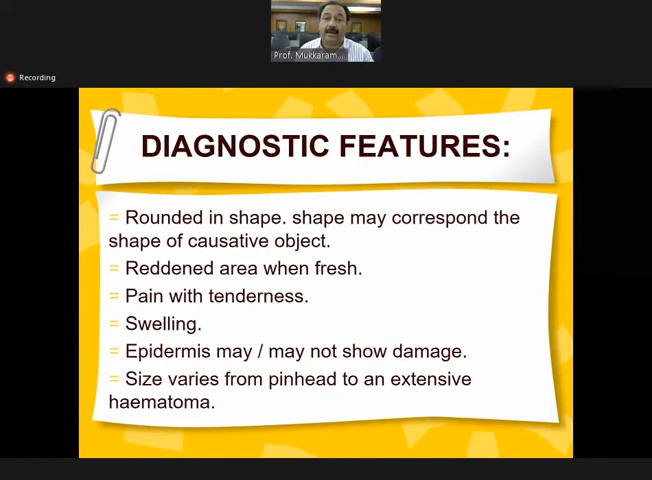 Prof. Mukkaram...
Recording
DIAGNOSTIC FEATURES:
= Rounded in shape. shape may correspond the
shape of causative object.
= Reddened area when fresh.
= Pain with tenderness.
= Swelling.
= Epidermis may / may not show damage.
= Size varies from pinhead to an extensive
haematoma.